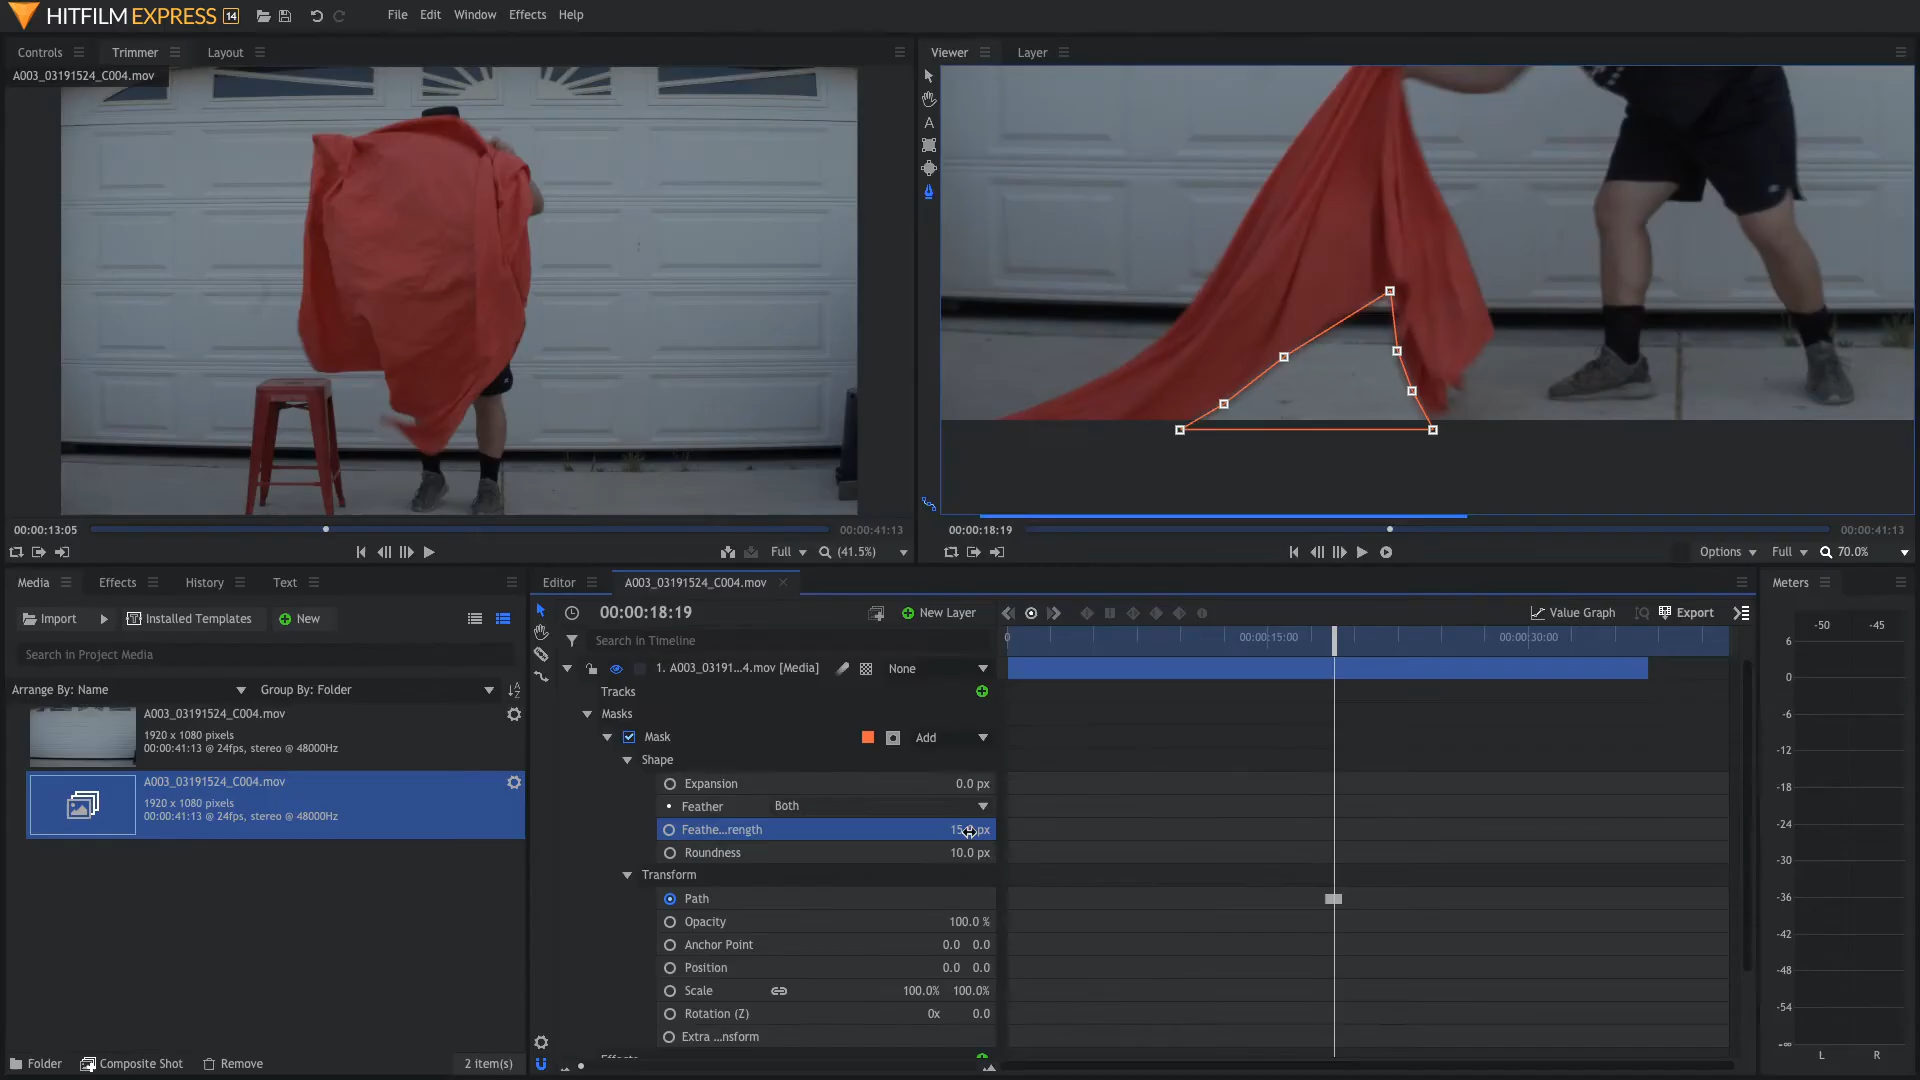 HITFILM EXPRESS 14
File Edit Window Effects Help
Controls Trimmer Layout
A003_03191524_C004.mov
Viewer Layer
00:00:13:05
00:00:41:13
Full (41.5%)
00:00:18:19
00:00:41:13
Options Full 70.0%
Media Effects History Text
Import Installed Templates New
Search in Project Media
Arrange By: Name Group By: Folder
A003_03191524_C004.mov
1920 x 1080 pixels
00:00:41:13 @ 24fps, stereo @ 48000Hz
A003_03191524_C004.mov
1920 x 1080 pixels
00:00:41:13 @ 24fps, stereo @ 48000Hz
Folder Composite Shot Remove 2 item(s)
Editor A003_03191524_C004.mov
00:00:18:19 New Layer Value Graph Export
Search in Timeline
0 00:00:15:00 00:00:30:00
1. A003_03191...4.mov [Media] None
Tracks
Masks
Mask Add
Shape
Expansion 0.0 px
Feather Both
Feathe...rength px
Roundness 10.0 px
Transform
Path
Opacity 100.0 %
Anchor Point 0.0 0.0
Position 0.0 0.0
Scale 100.0% 100.0%
Rotation (Z) 0x 0.0
Extra ...nsform
Meters
-50 -45
6
0
-6
-12
-18
-24
-30
-36
-42
-48
-54
-∞
L R